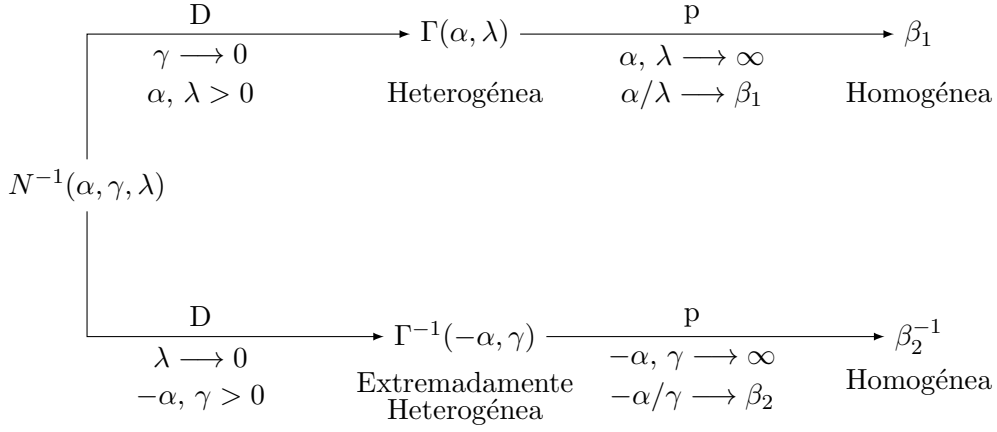 D
γ ⟶ 0
α, λ > 0
Γ(α, λ)
Heterogénea
p
α, λ ⟶ ∞
α/λ ⟶ β₁
β₁
Homogénea
N⁻¹(α, γ, λ)
D
λ ⟶ 0
−α, γ > 0
Γ⁻¹(−α, γ)
Extremadamente
Heterogénea
p
−α, γ ⟶ ∞
−α/γ ⟶ β₂
β₂⁻¹
Homogénea